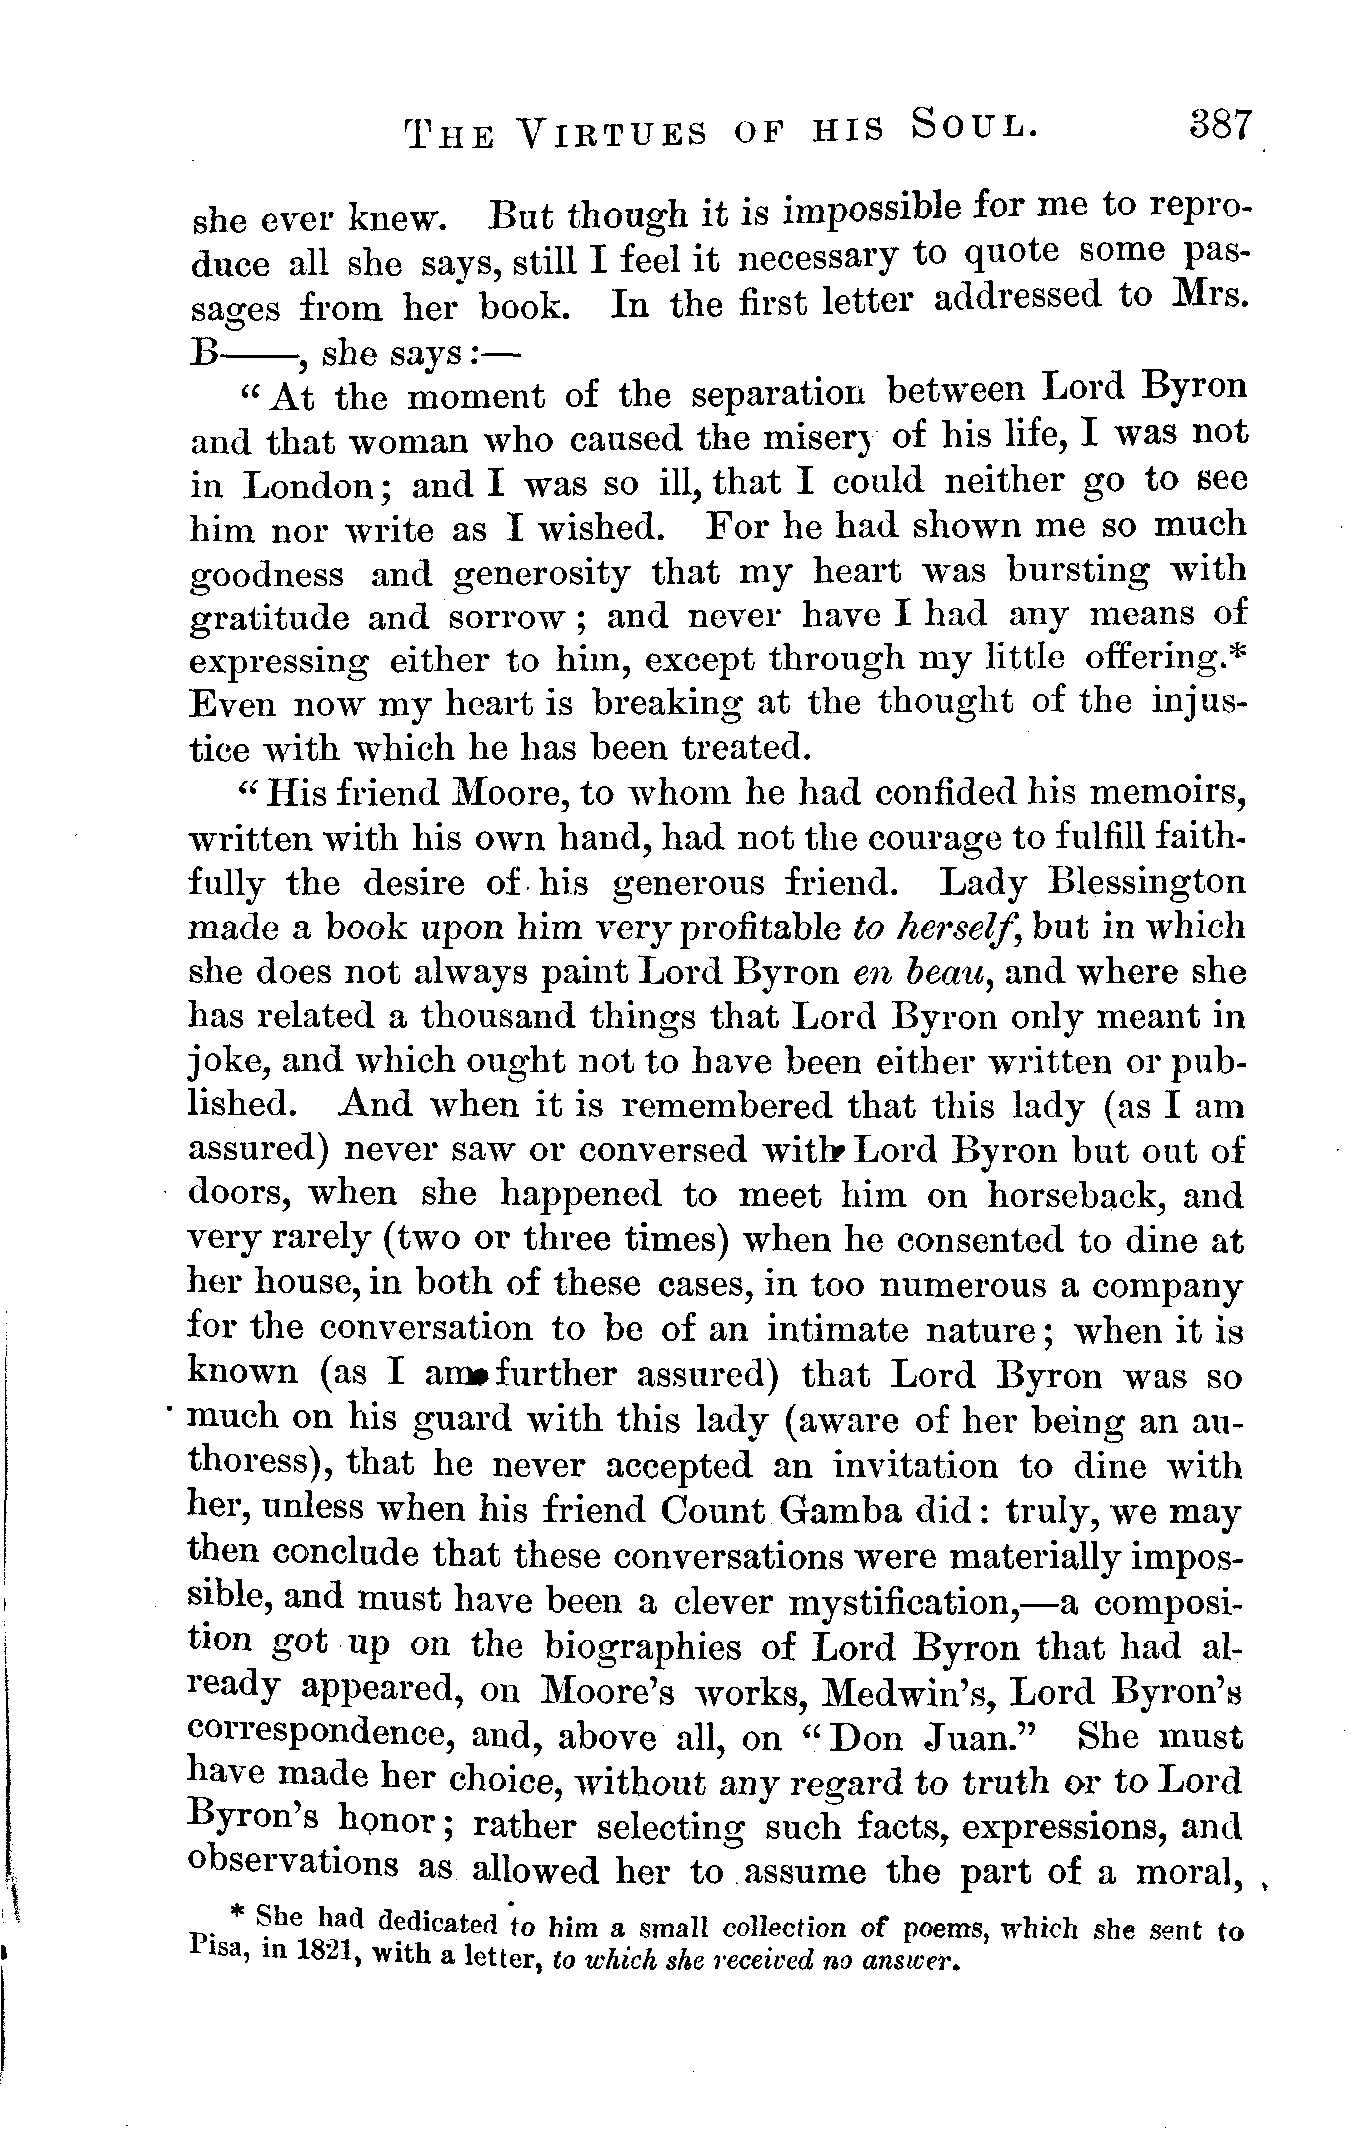 THE VIRTUES OF HIS SOUL. 387
she ever knew. But though it is impossible for me to repro-
duce all she says, still I feel it necessary to quote some pas-
sages from her book. In the first letter addressed to Mrs.
B——, she says:—
"At the moment of the separation between Lord Byron
and that woman who caused the misery of his life, I was not
in London; and I was so ill, that I could neither go to see
him nor write as I wished. For he had shown me so much
goodness and generosity that my heart was bursting with
gratitude and sorrow; and never have I had any means of
expressing either to him, except through my little offering.*
Even now my heart is breaking at the thought of the injus-
tice with which he has been treated.
"His friend Moore, to whom he had confided his memoirs,
written with his own hand, had not the courage to fulfill faith-
fully the desire of his generous friend. Lady Blessington
made a book upon him very profitable to herself, but in which
she does not always paint Lord Byron en beau, and where she
has related a thousand things that Lord Byron only meant in
joke, and which ought not to have been either written or pub-
lished. And when it is remembered that this lady (as I am
assured) never saw or conversed with Lord Byron but out of
doors, when she happened to meet him on horseback, and
very rarely (two or three times) when he consented to dine at
her house, in both of these cases, in too numerous a company
for the conversation to be of an intimate nature; when it is
known (as I am further assured) that Lord Byron was so
much on his guard with this lady (aware of her being an au-
thoress), that he never accepted an invitation to dine with
her, unless when his friend Count Gamba did: truly, we may
then conclude that these conversations were materially impos-
sible, and must have been a clever mystification,—a composi-
tion got up on the biographies of Lord Byron that had al-
ready appeared, on Moore's works, Medwin's, Lord Byron's
correspondence, and, above all, on "Don Juan." She must
have made her choice, without any regard to truth or to Lord
Byron's honor; rather selecting such facts, expressions, and
observations as allowed her to assume the part of a moral,
* She had dedicated to him a small collection of poems, which she sent to
Pisa, in 1821, with a letter, to which she received no answer.